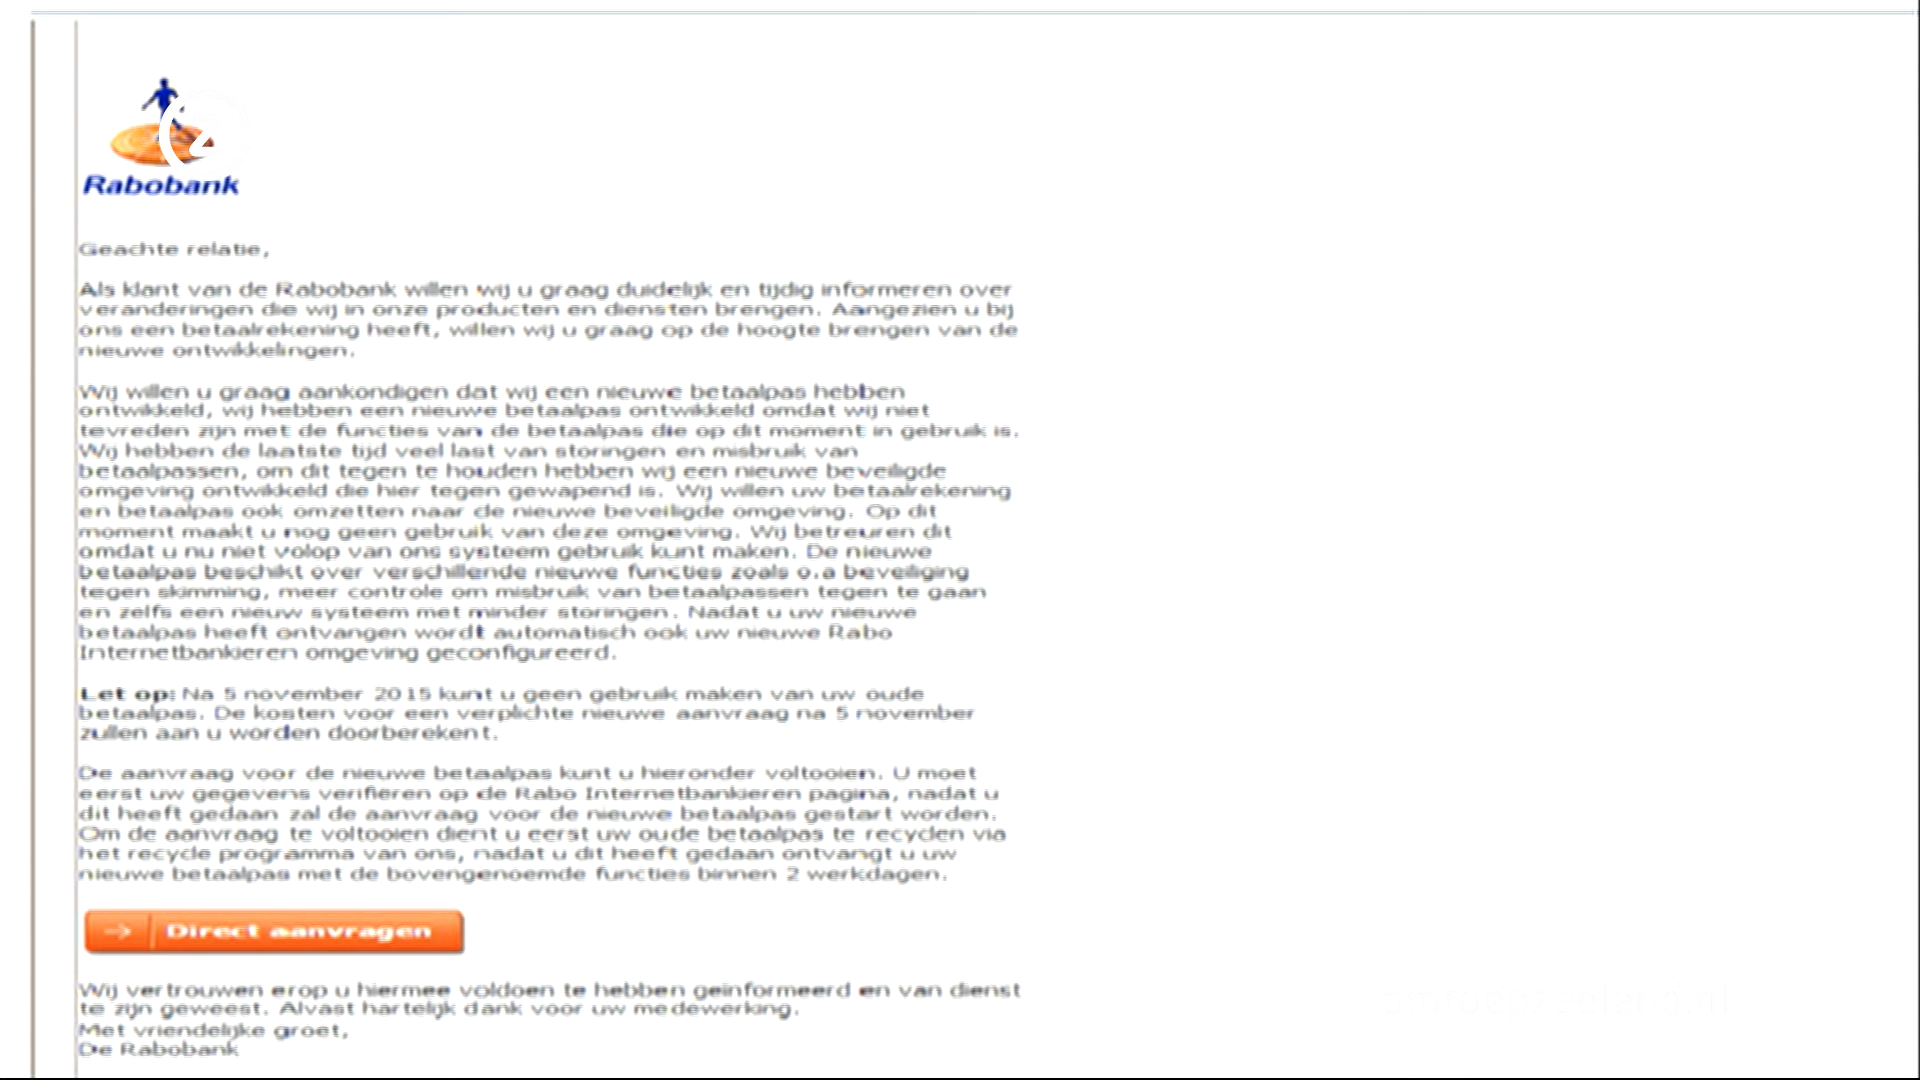 Rabobank
Geachte relatie,
Als klant van de Rabobank willen wij u graag duidelijk en tijdig informeren over
veranderingen die wij in onze producten en diensten brengen. Aangezien u bij
ons een betaalrekening heeft, willen wij u graag op de hoogte brengen van de
nieuwe ontwikkelingen.
Wij willen u graag aankondigen dat wij een nieuwe betaalpas hebben
ontwikkeld, wij hebben een nieuwe betaalpas ontwikkeld omdat wij niet
tevreden zijn met de functies van de betaalpas die op dit moment in gebruik is.
Wij hebben de laatste tijd veel last van storingen en misbruik van
betaalpassen, om dit tegen te houden hebben wij een nieuwe beveiligde
omgeving ontwikkeld die hier tegen gewapend is. Wij willen uw betaalrekening
en betaalpas ook omzetten naar de nieuwe beveiligde omgeving. Op dit
moment maakt u nog geen gebruik van deze omgeving. Wij betreuren dit
omdat u nu niet volop van ons systeem gebruik kunt maken. De nieuwe
betaalpas beschikt over verschillende nieuwe functies zoals o.a beveiliging
tegen skimming, meer controle om misbruik van betaalpassen tegen te gaan
en zelfs een nieuw systeem met minder storingen. Nadat u uw nieuwe
betaalpas heeft ontvangen wordt automatisch ook uw nieuwe Rabo
Internetbankieren omgeving geconfigureerd.
Let op: Na 5 november 2015 kunt u geen gebruik maken van uw oude
betaalpas. De kosten voor een verplichte nieuwe aanvraag na 5 november
zullen aan u worden doorberekent.
De aanvraag voor de nieuwe betaalpas kunt u hieronder voltooien. U moet
eerst uw gegevens verifiëren op de Rabo Internetbankieren pagina, nadat u
dit heeft gedaan zal de aanvraag voor de nieuwe betaalpas gestart worden.
Om de aanvraag te voltooien dient u eerst uw oude betaalpas te recyclen via
het recycle programma van ons, nadat u dit heeft gedaan ontvangt u uw
nieuwe betaalpas met de bovengenoemde functies binnen 2 werkdagen.
Direct aanvragen
Wij vertrouwen erop u hiermee voldoen te hebben geïnformeerd en van dienst
te zijn geweest. Alvast hartelijk dank voor uw medewerking.
Met vriendelijke groet,
De Rabobank